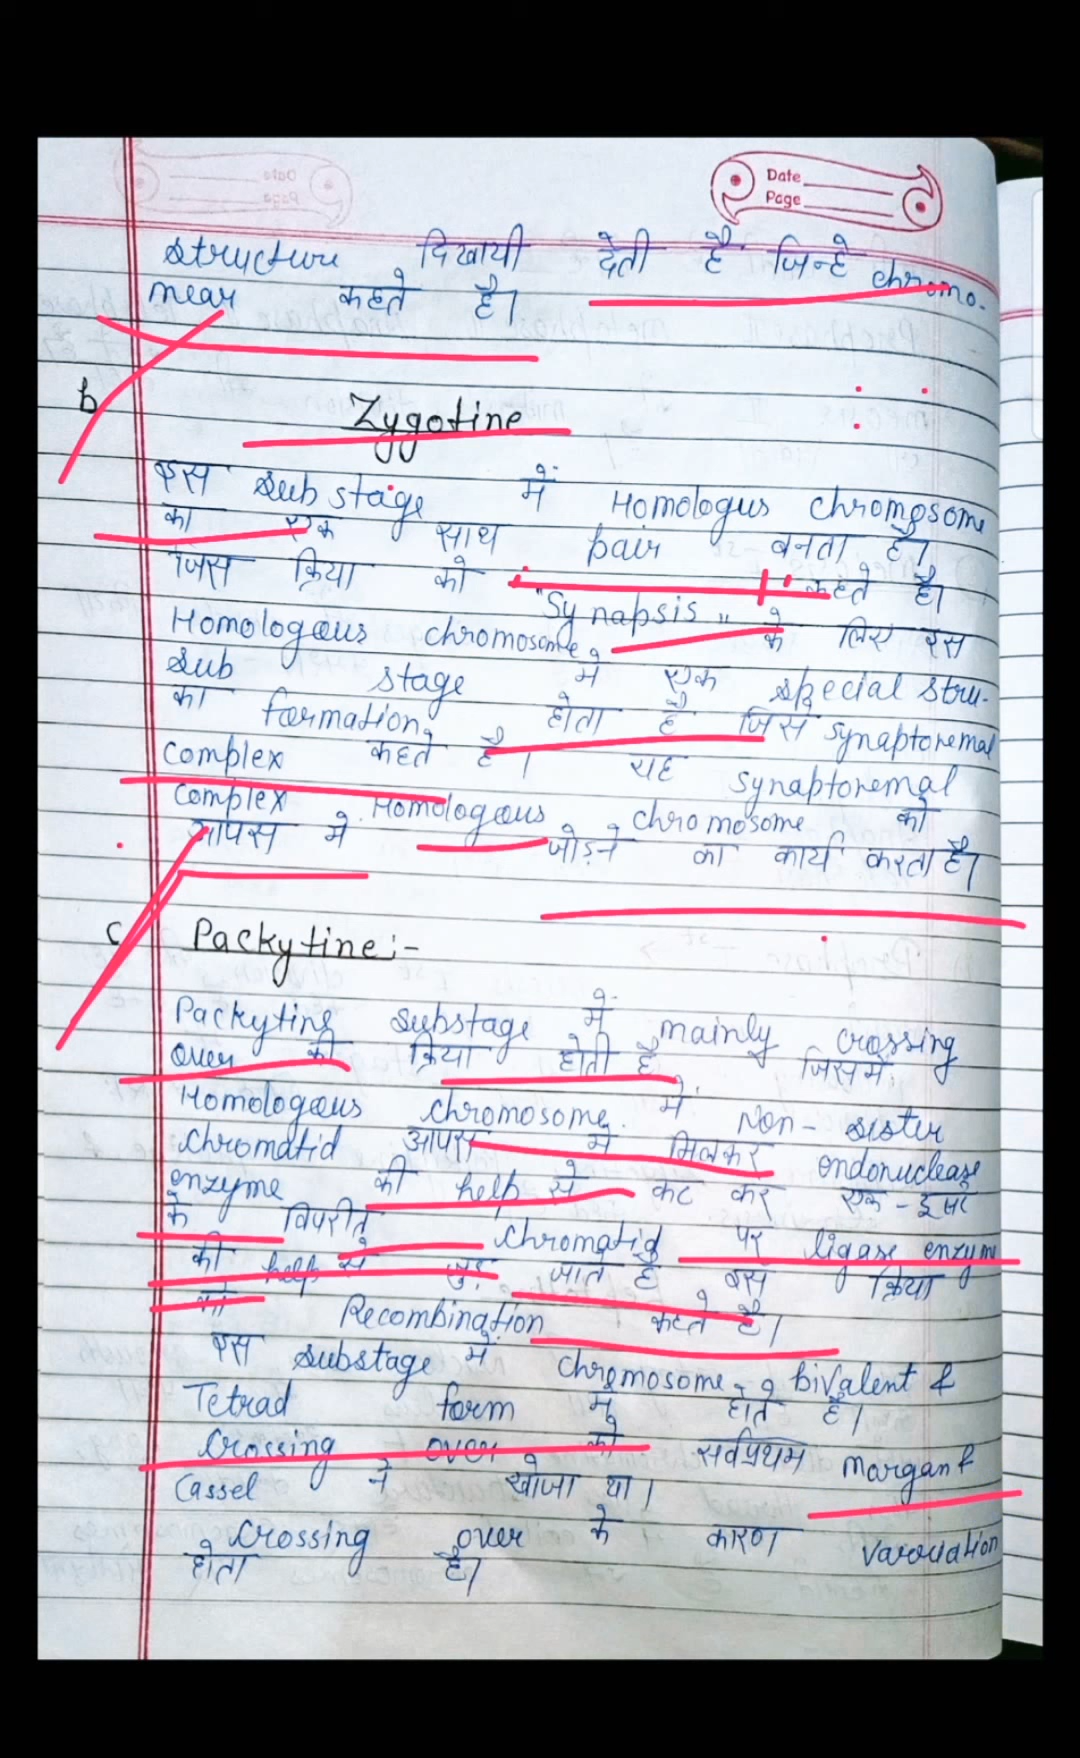 Date
Page
structure दिखायी देती है जिन्हे chromo-
mear कहते है।
b Zygotine
इस sub stage में Homologus chromosome
का एक साथ pair बनता है।
जिस क्रिया को "Synapsis" कहते है।
Homologous chromosome के लिए इस
sub stage में एक special stru-
का formation होता है जिसे synaptonemal
complex कहते है। यह synaptonemal
complex Homologous chromosome को
आपस मे जोड़ने का कार्य करता है।
c Packytine:-
Packytine substage में mainly crossing
over की क्रिया होती है जिसमें
Homologous chromosome में Non-sister
chromatid आपस में मिलकर endonuclease
enzyme की help से कट कर एक-दूसरे
के विपरीत chromatid पर ligase enzyme
की help से जुड़ जाते है इस क्रिया
को Recombination कहते है।
इस substage में chromosome bivalent &
Tetrad form में होते है।
Crossing over को सर्वप्रथम margan &
Cassel ने खोजा था।
Crossing over के कारण variation
होता है।